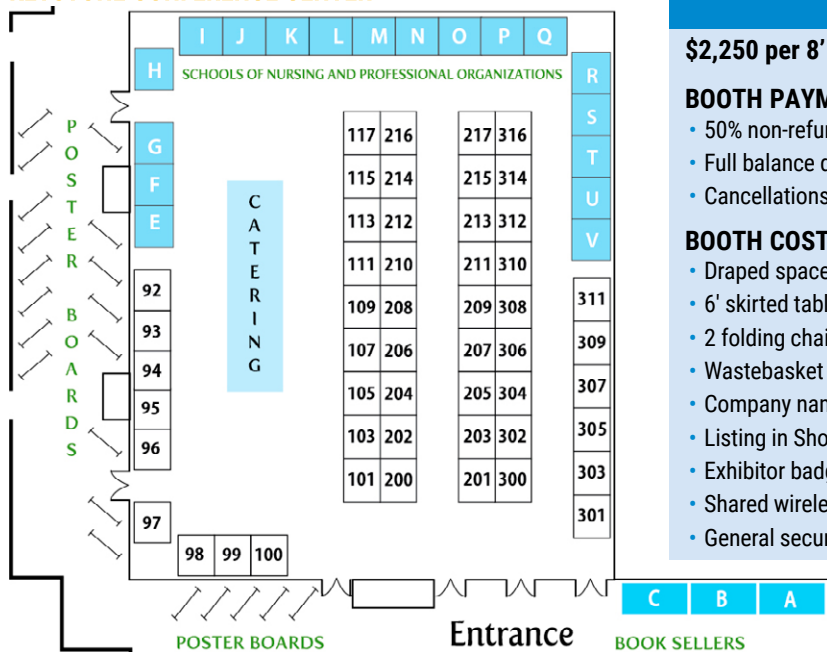 I J K L M N O P Q
SCHOOLS OF NURSING AND PROFESSIONAL ORGANIZATIONS
H
G
F
E
R
S
T
U
V
POSTER BOARDS
CATERING
117 216 217 316
115 214 215 314
113 212 213 312
111 210 211 310
109 208 209 308
107 206 207 306
105 204 205 304
103 202 203 302
101 200 201 300
92
93
94
95
96
97
98 99 100
311
309
307
305
303
301
POSTER BOARDS
Entrance
C B A
BOOK SELLERS
$2,250 per 8'
BOOTH PAYM
• 50% non-refu
• Full balance
• Cancellations
BOOTH COST
• Draped space
• 6' skirted tabl
• 2 folding chai
• Wastebasket
• Company nam
• Listing in Sho
• Exhibitor bad
• Shared wirele
• General secur